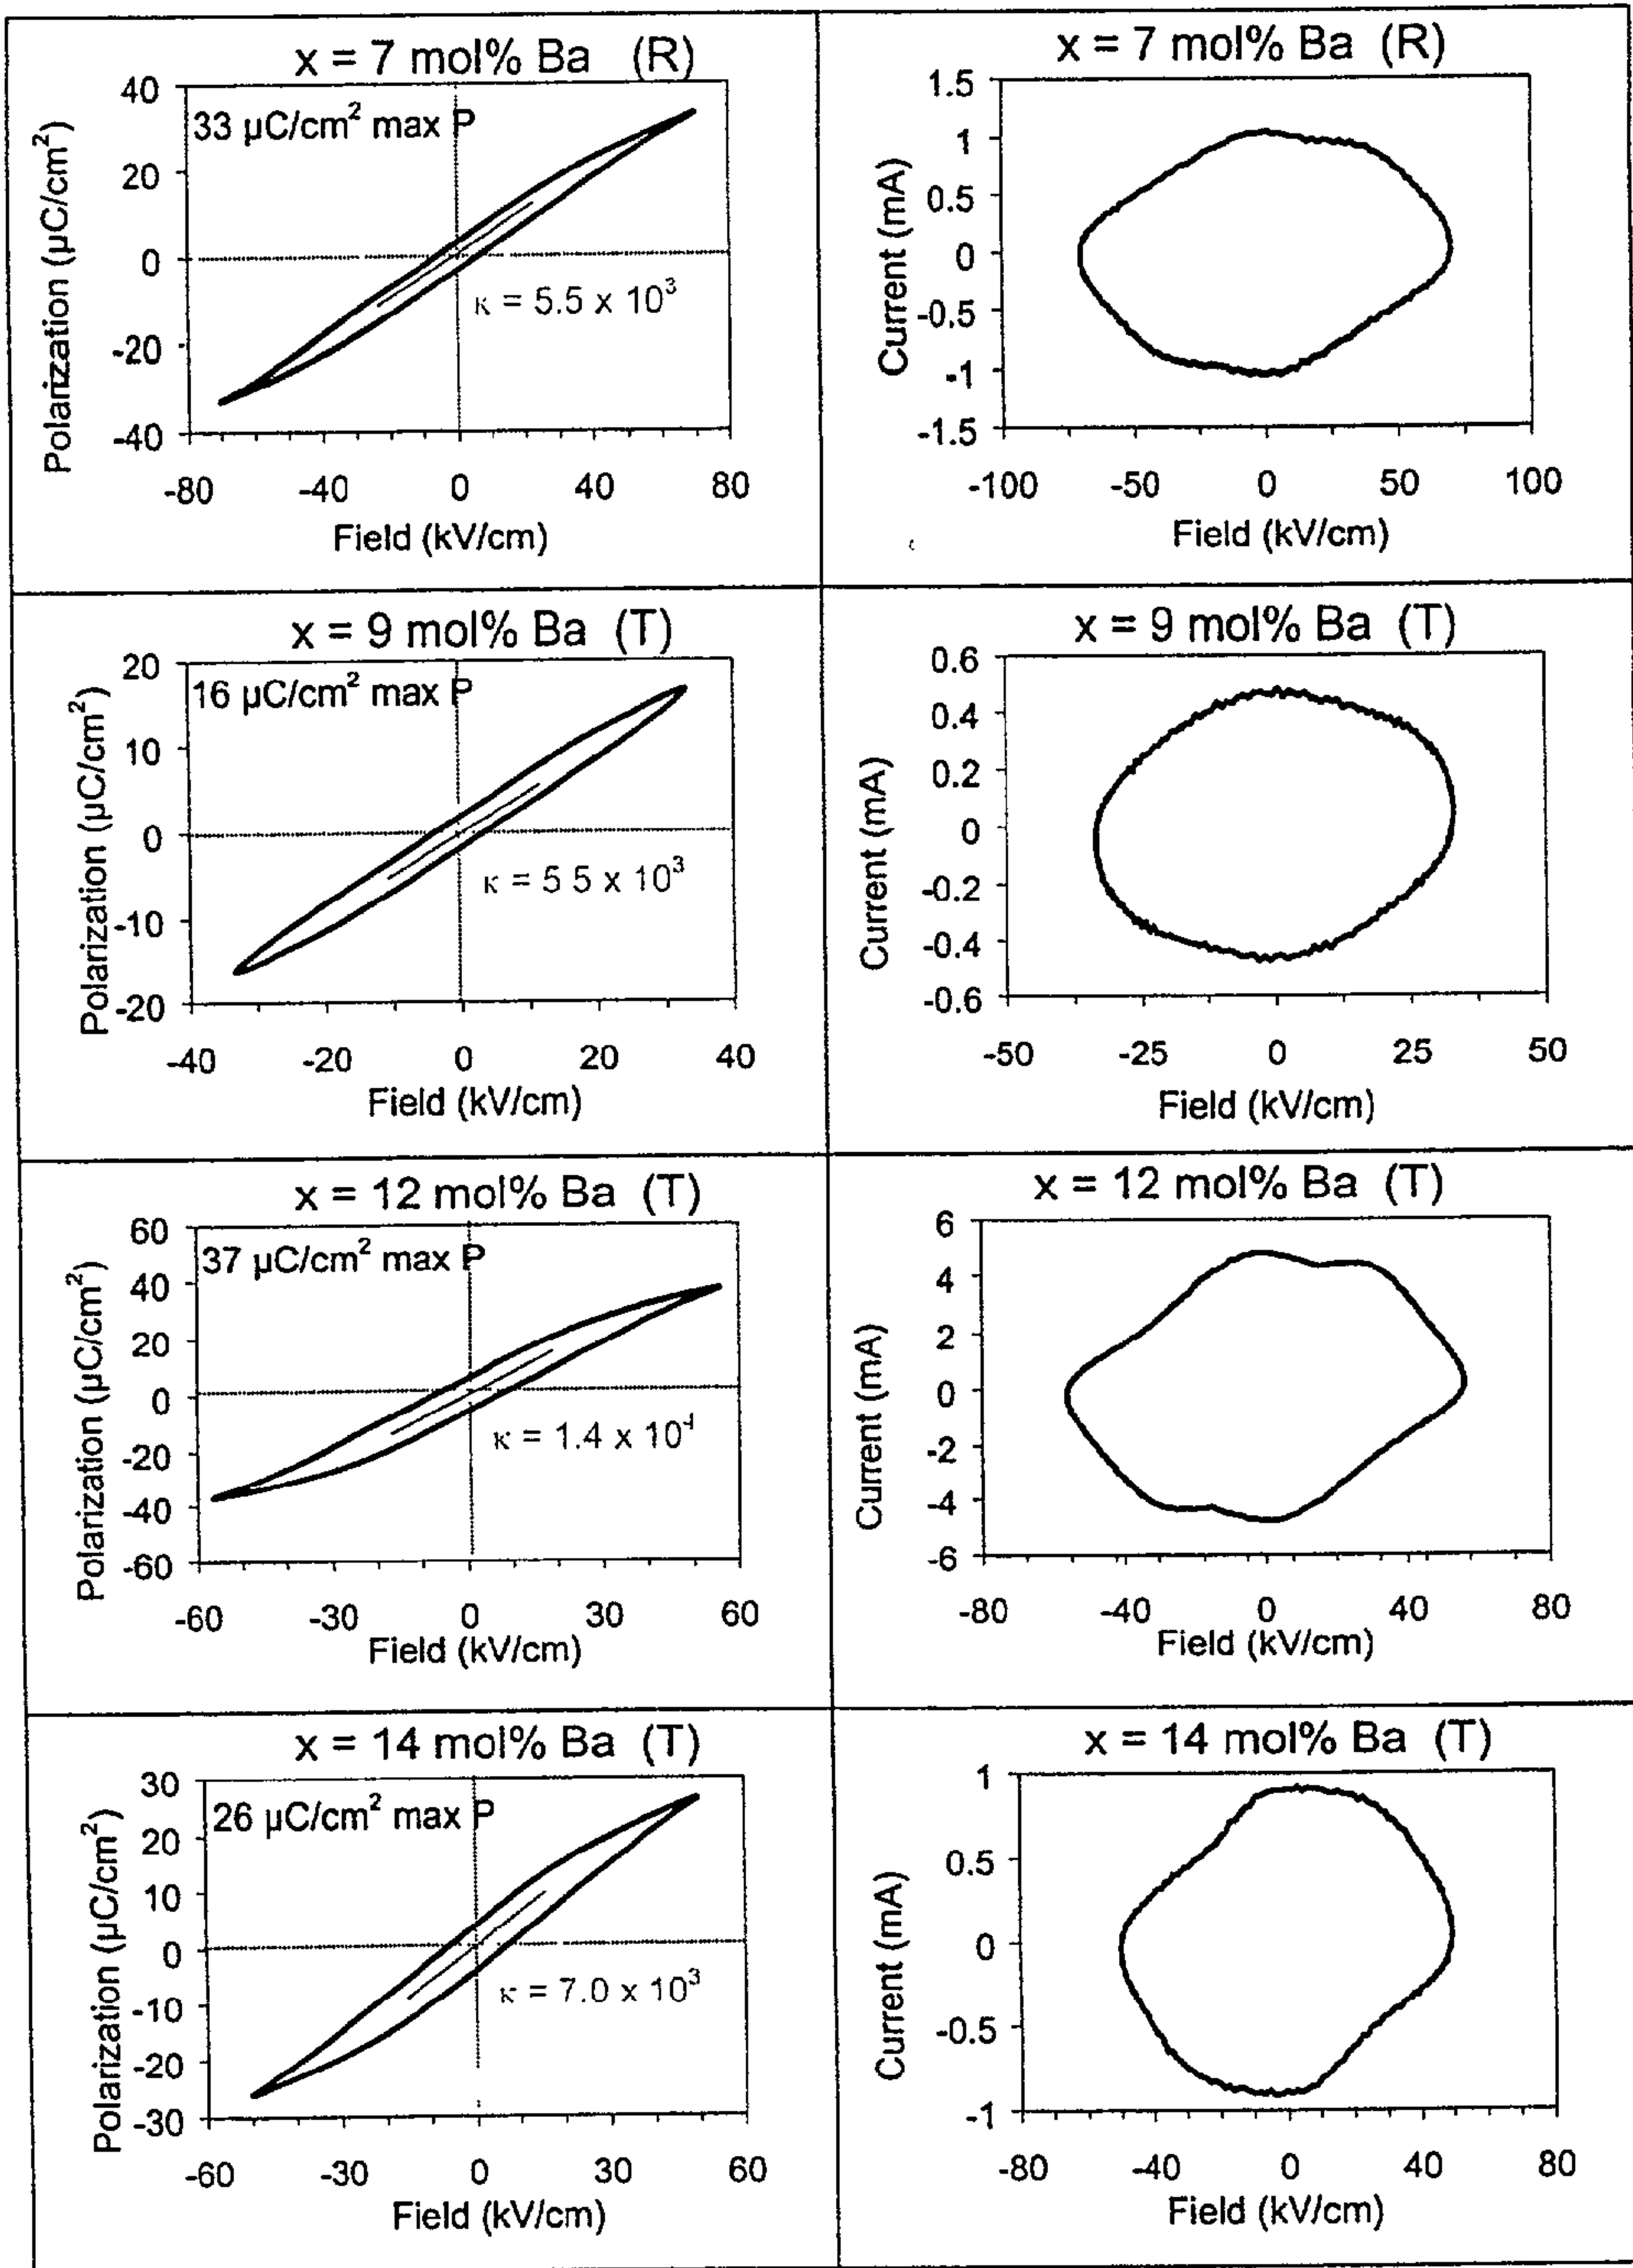 x = 7 mol% Ba (R)
33 µC/cm² max P
κ = 5.5 x 10³
Polarization (µC/cm²)
40
20
0
-20
-40
-80 -40 0 40 80
Field (kV/cm)
x = 7 mol% Ba (R)
Current (mA)
1.5
1
0.5
0
-0.5
-1
-1.5
-100 -50 0 50 100
Field (kV/cm)
x = 9 mol% Ba (T)
16 µC/cm² max P
κ = 5 5 x 10³
Polarization (µC/cm²)
20
10
0
-10
-20
-40 -20 0 20 40
Field (kV/cm)
x = 9 mol% Ba (T)
Current (mA)
0.6
0.4
0.2
0
-0.2
-0.4
-0.6
-50 -25 0 25 50
Field (kV/cm)
x = 12 mol% Ba (T)
37 µC/cm² max P
κ = 1.4 x 10⁴
Polarization (µC/cm²)
60
40
20
0
-20
-40
-60
-60 -30 0 30 60
Field (kV/cm)
x = 12 mol% Ba (T)
Current (mA)
6
4
2
0
-2
-4
-6
-80 -40 0 40 80
Field (kV/cm)
x = 14 mol% Ba (T)
26 µC/cm² max P
κ = 7.0 x 10³
Polarization (µC/cm²)
30
20
10
0
-10
-20
-30
-60 -30 0 30 60
Field (kV/cm)
x = 14 mol% Ba (T)
Current (mA)
1
0.5
0
-0.5
-1
-80 -40 0 40 80
Field (kV/cm)